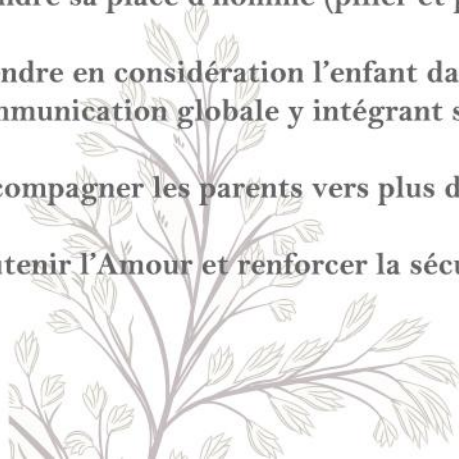 ndre sa place d'homme (pilier et p
ndre en considération l'enfant da
munication globale y intégrant s
compagner les parents vers plus d
tenir l'Amour et renforcer la sécu